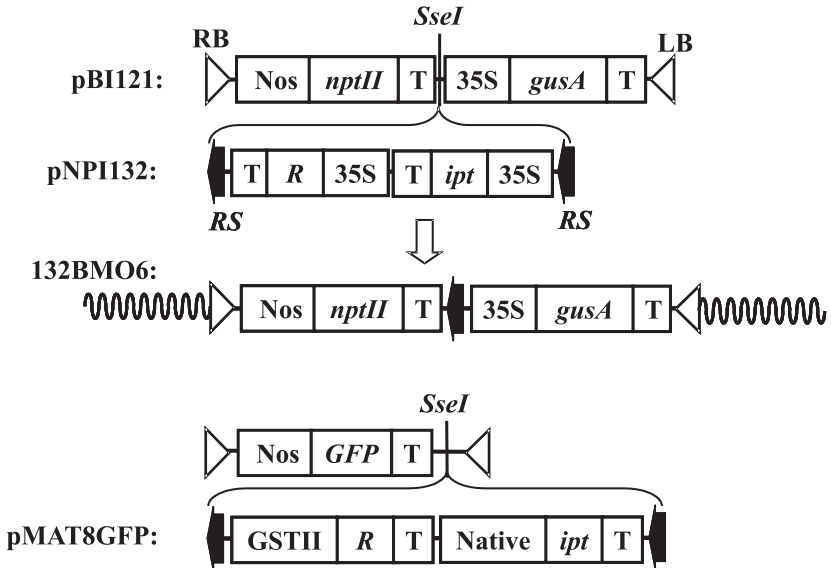 SseI
RB LB
pBI121: Nos nptII T 35S gusA T
pNPI132: T R 35S T ipt 35S
RS RS
132BMO6:
Nos nptII T 35S gusA T
SseI
Nos GFP T
pMAT8GFP: GSTII R T Native ipt T